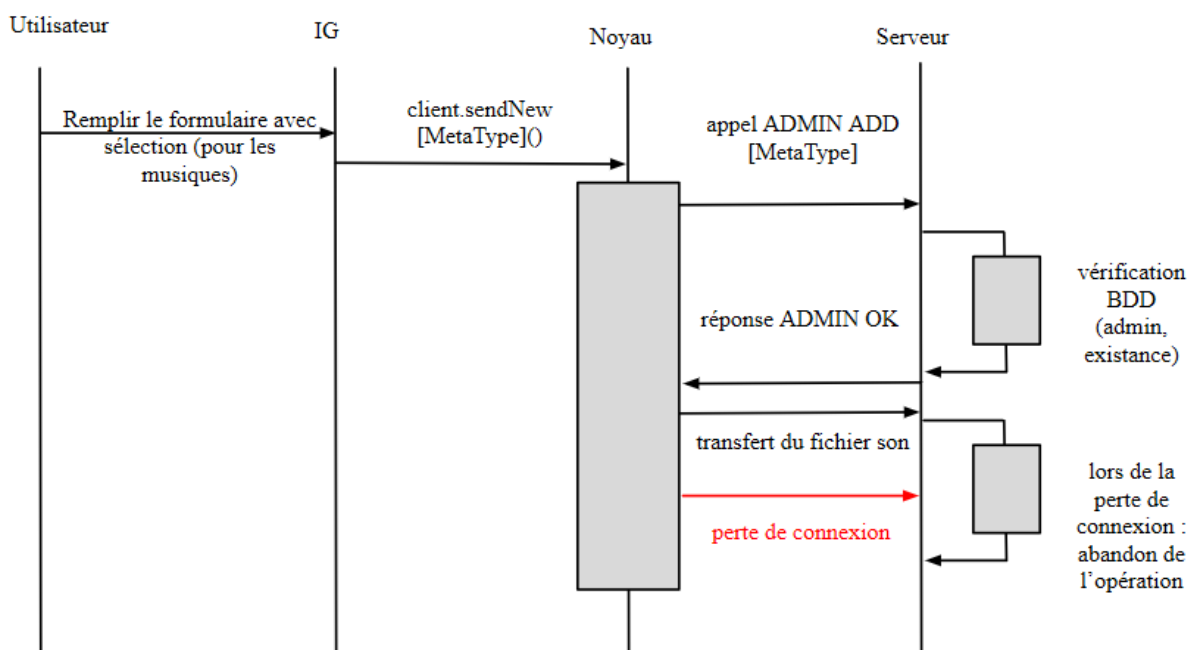 Utilisateur
IG
Noyau
Serveur
Remplir le formulaire avec
sélection (pour les
musiques)
client.sendNew
[MetaType]()
appel ADMIN ADD
[MetaType]
vérification
BDD
(admin,
existance)
réponse ADMIN OK
transfert du fichier son
perte de connexion
lors de la
perte de
connexion :
abandon de
l’opération